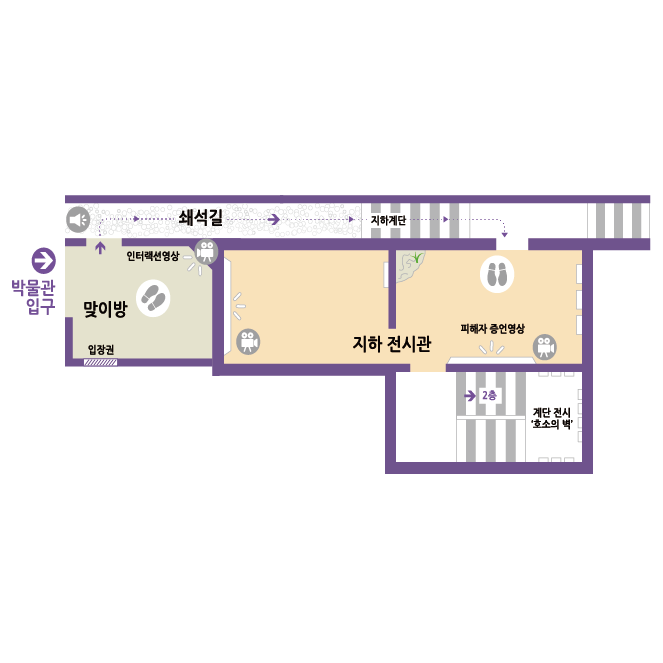 쇄석길
지하계단
인터랙션영상
박물관
입구
맞이방
입장권
지하 전시관
피해자 증언영상
2층
계단 전시
'호소의 벽'